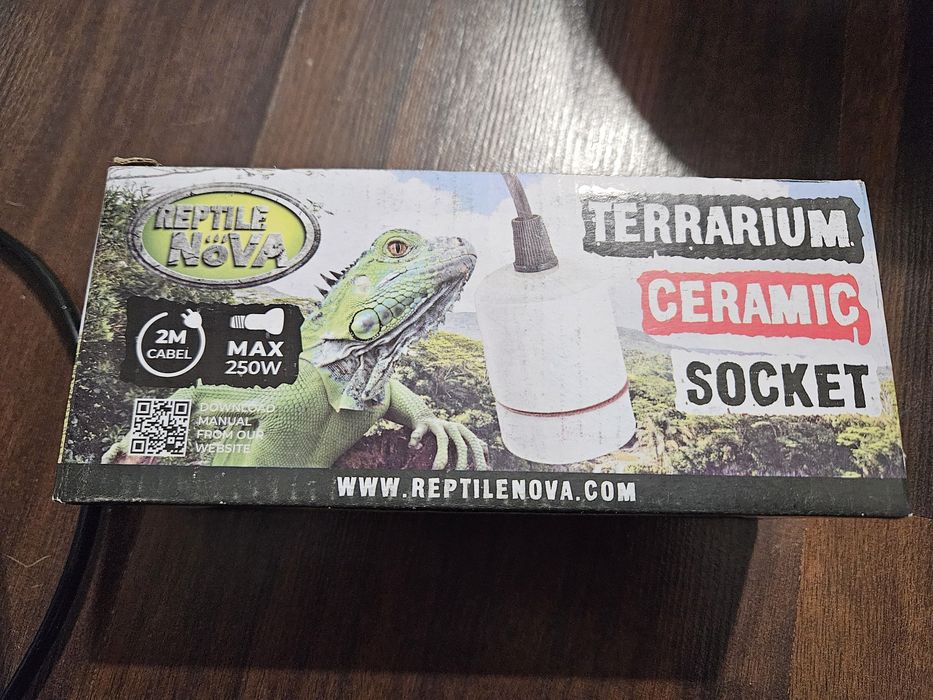 REPTILE
NOVA
2M
CABEL
MAX
250W
DOWNLOAD
MANUAL
FROM OUR
WEBSITE
TERRARIUM
CERAMIC
SOCKET
WWW.REPTILENOVA.COM